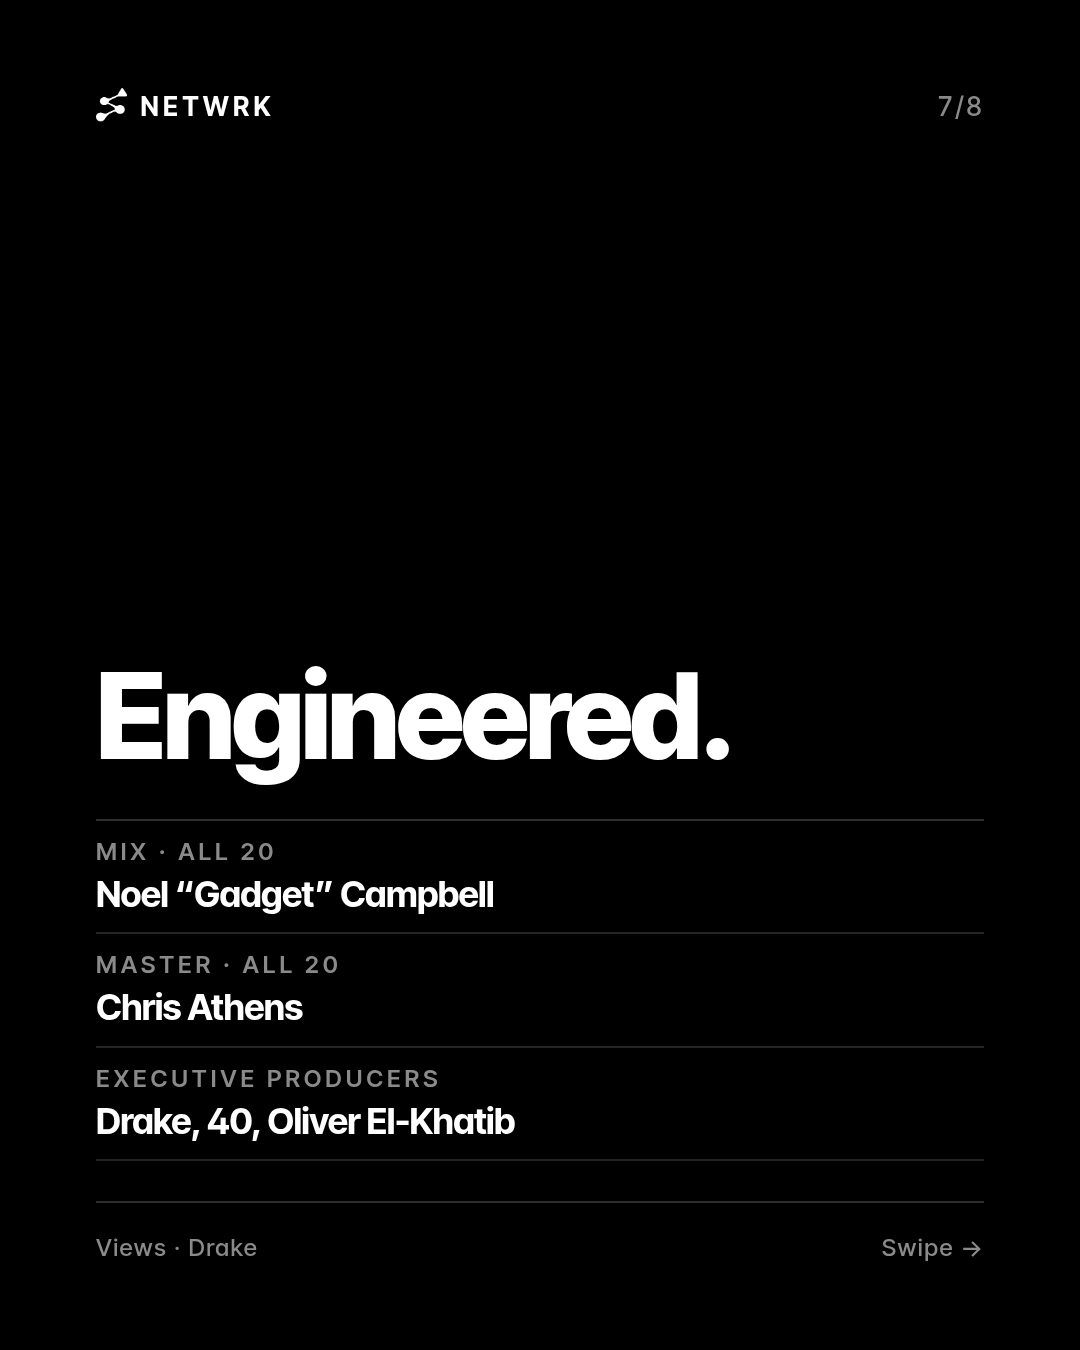 NETWRK
7/8
Engineered.
MIX · ALL 20
Noel “Gadget” Campbell
MASTER · ALL 20
Chris Athens
EXECUTIVE PRODUCERS
Drake, 40, Oliver El-Khatib
Views · Drake
Swipe →